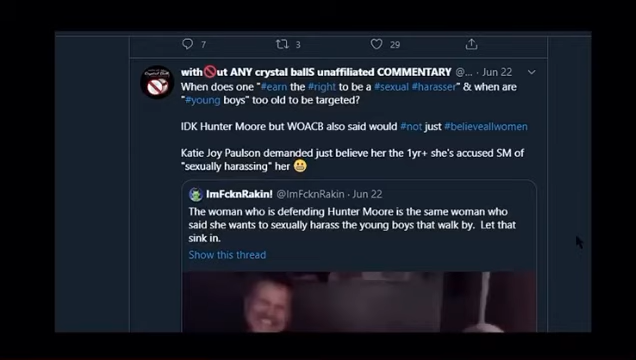 7 3 29
with🚫ut ANY crystal ballS unaffiliated COMMENTARY @... · Jun 22
When does one "#earn the #right to be a #sexual #harasser" & when are
"#young boys" too old to be targeted?
IDK Hunter Moore but WOACB also said would #not just #believeallwomen
Katie Joy Paulson demanded just believe her the 1yr+ she's accused SM of
"sexually harassing" her 😬
ImFcknRakin! @ImFcknRakin · Jun 22
The woman who is defending Hunter Moore is the same woman who
said she wants to sexually harass the young boys that walk by. Let that
sink in.
Show this thread